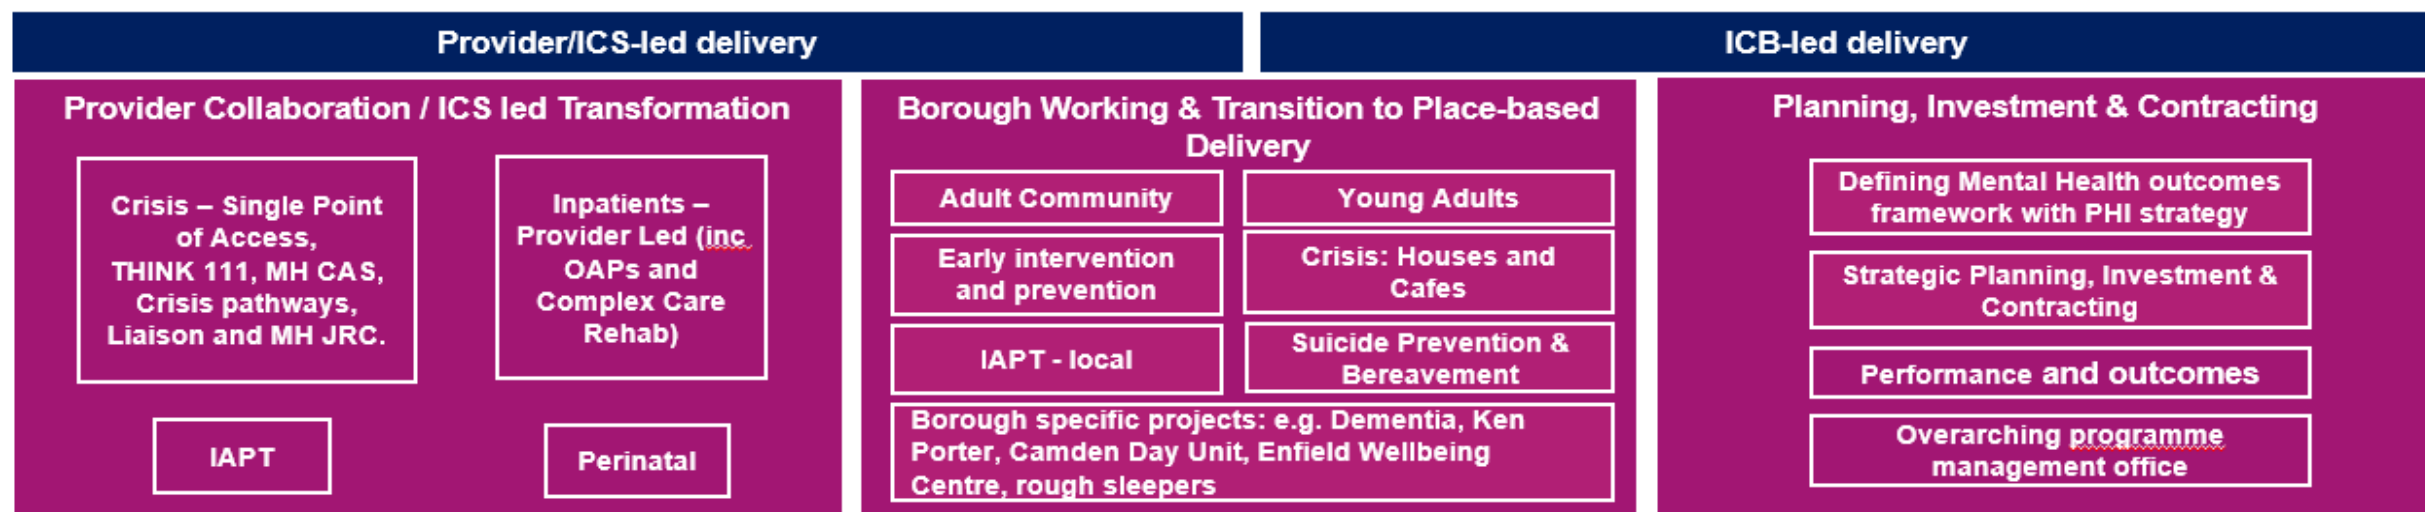 Provider/ICS-led delivery
ICB-led delivery
Provider Collaboration / ICS led Transformation
Crisis – Single Point
of Access,
THINK 111, MH CAS,
Crisis pathways,
Liaison and MH JRC.
Inpatients –
Provider Led (inc
OAPs and
Complex Care
Rehab)
IAPT
Perinatal
Borough Working & Transition to Place-based
Delivery
Adult Community
Young Adults
Early intervention
and prevention
Crisis: Houses and
Cafes
IAPT - local
Suicide Prevention &
Bereavement
Borough specific projects: e.g. Dementia, Ken
Porter, Camden Day Unit, Enfield Wellbeing
Centre, rough sleepers
Planning, Investment & Contracting
Defining Mental Health outcomes
framework with PHI strategy
Strategic Planning, Investment &
Contracting
Performance and outcomes
Overarching programme
management office